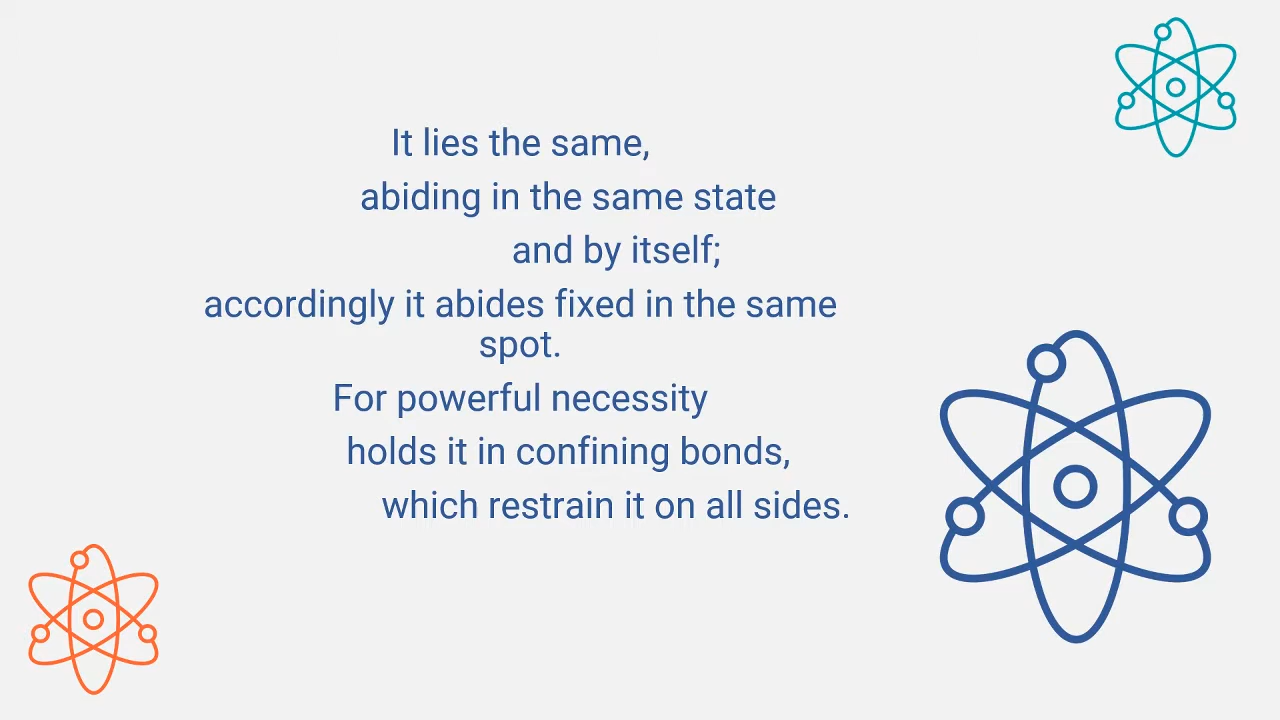 It lies the same,
abiding in the same state
and by itself;
accordingly it abides fixed in the same
spot.
For powerful necessity
holds it in confining bonds,
which restrain it on all sides.